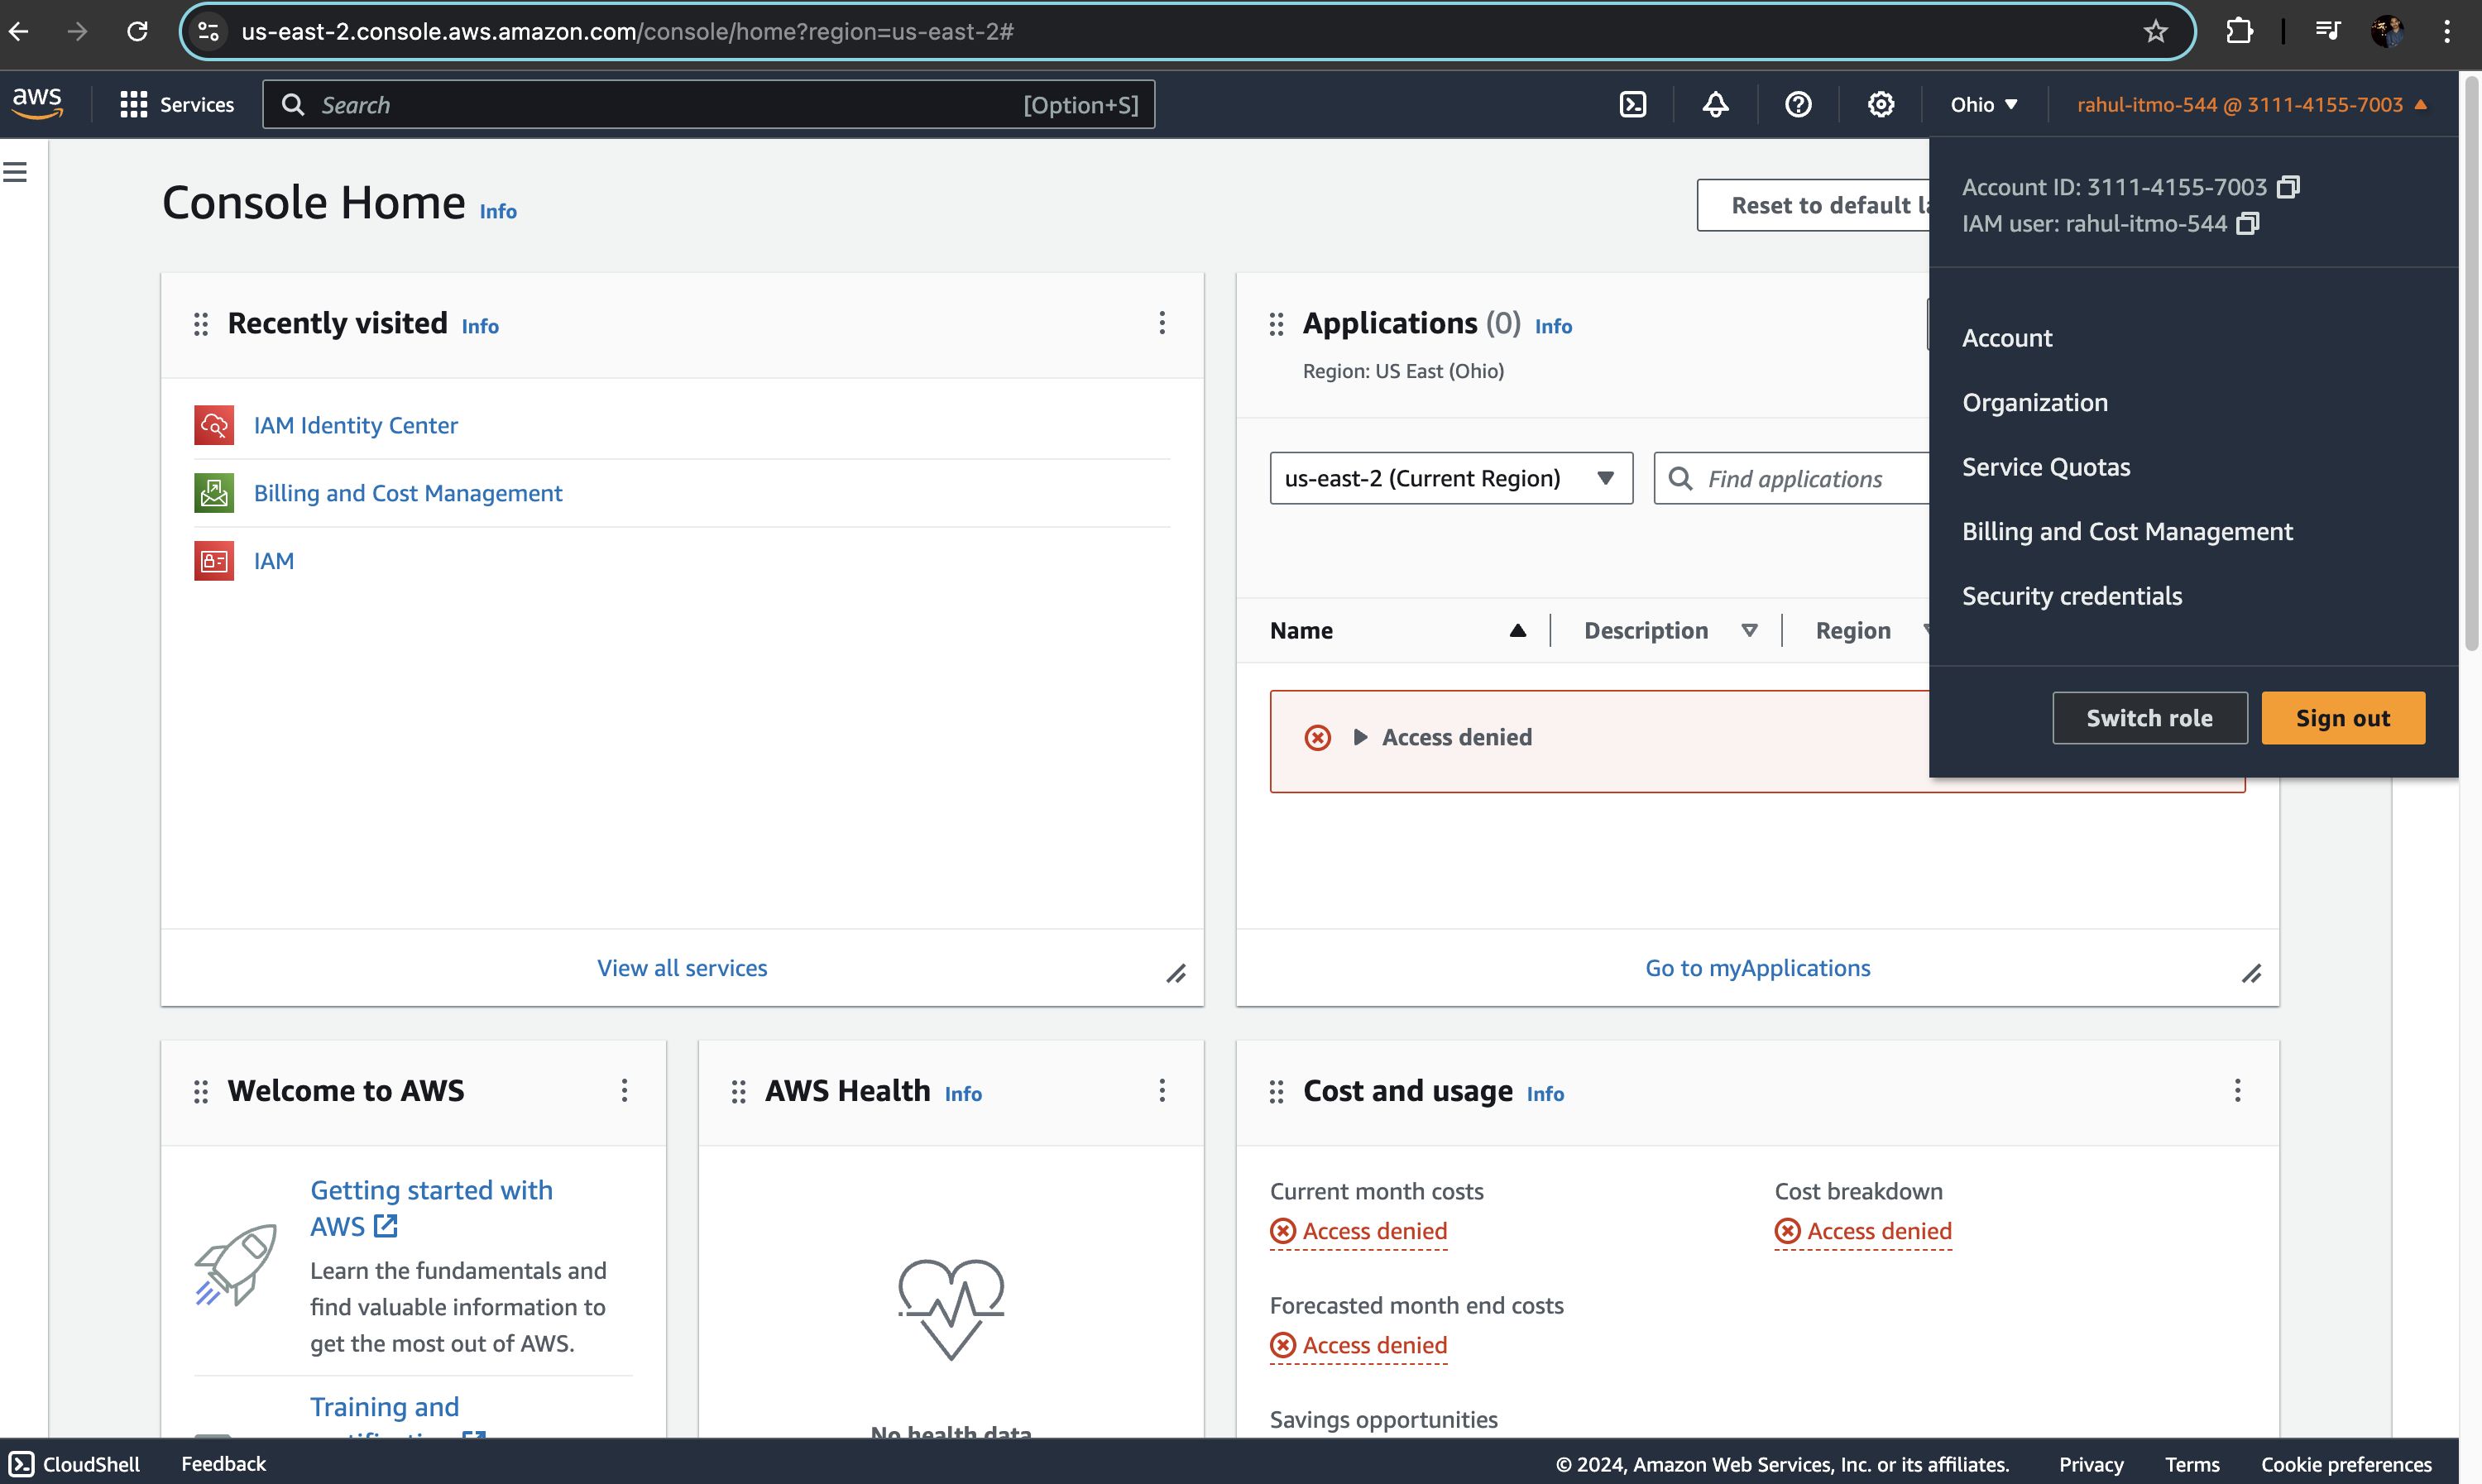 us-east-2.console.aws.amazon.com/console/home?region=us-east-2#
aws
Services
Search
[Option+S]
Ohio
rahul-itmo-544 @ 3111-4155-7003
Account ID: 3111-4155-7003
IAM user: rahul-itmo-544
Account
Organization
Service Quotas
Billing and Cost Management
Security credentials
Switch role
Sign out
Console Home Info
Reset to default
Recently visited Info
IAM Identity Center
Billing and Cost Management
IAM
View all services
Applications (0) Info
Region: US East (Ohio)
us-east-2 (Current Region)
Find applications
Name
Description
Region
Access denied
Go to myApplications
Welcome to AWS
Getting started with
AWS
Learn the fundamentals and
find valuable information to
get the most out of AWS.
Training and
AWS Health Info
No health data
Cost and usage Info
Current month costs
Access denied
Cost breakdown
Access denied
Forecasted month end costs
Access denied
Savings opportunities
CloudShell
Feedback
© 2024, Amazon Web Services, Inc. or its affiliates.
Privacy
Terms
Cookie preferences